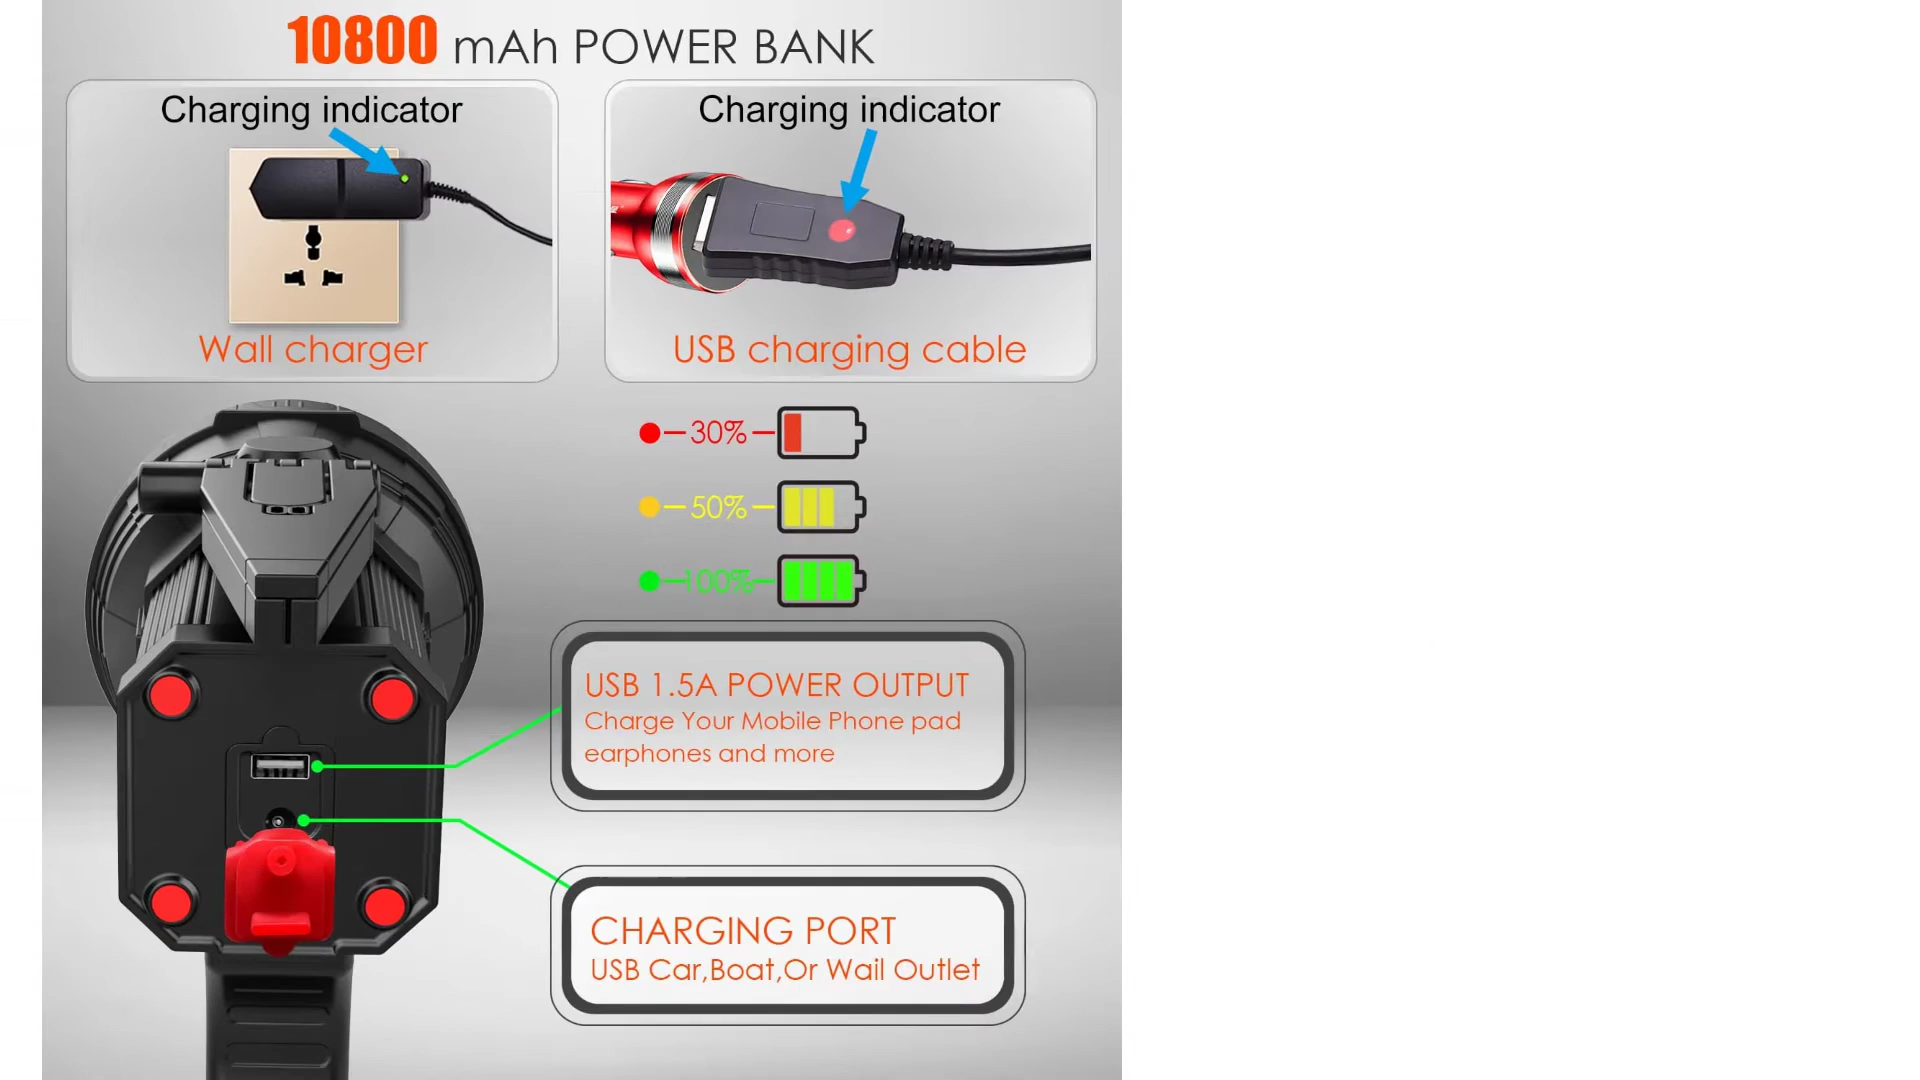 10800 mAh POWER BANK
Charging indicator
Wall charger
Charging indicator
USB charging cable
30%
50%
100%
USB 1.5A POWER OUTPUT
Charge Your Mobile Phone pad
earphones and more
CHARGING PORT
USB Car,Boat,Or Wail Outlet